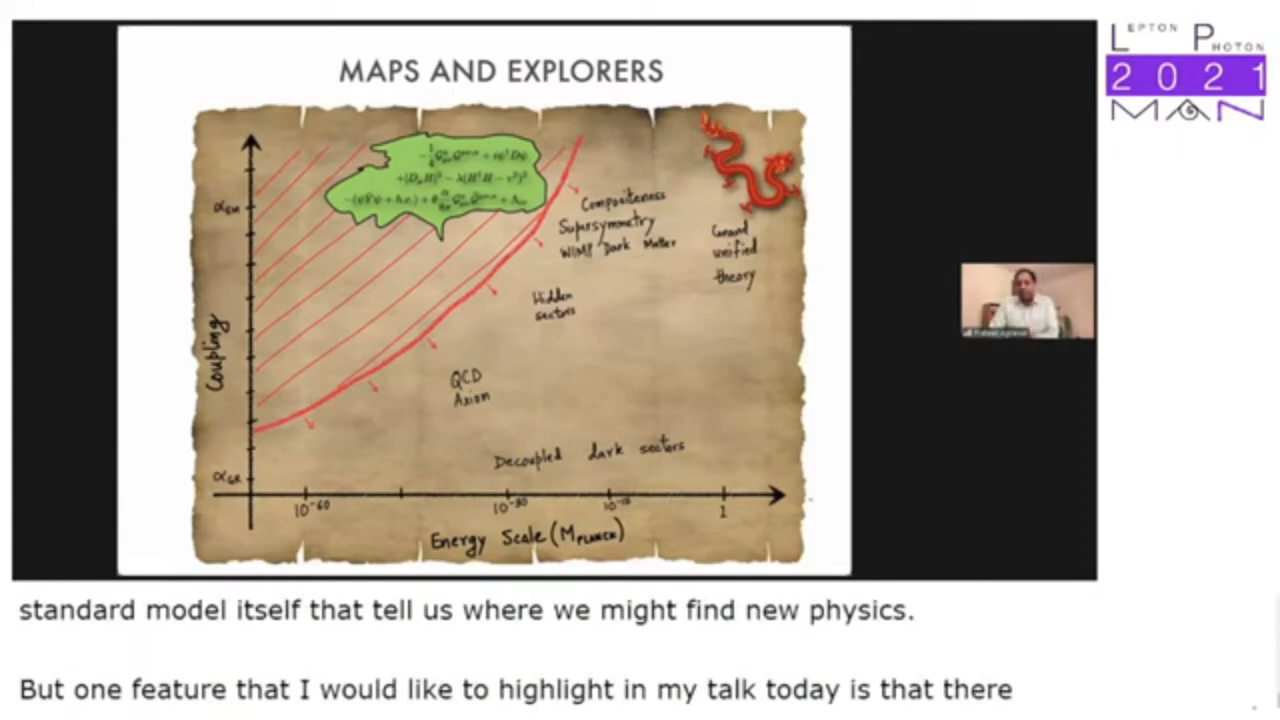 MAPS AND EXPLORERS
LEPTON PHOTON
2021
MAN
Compositeness
Supersymmetry
WIMP Dark Matter
Grand
unified
theory
Hidden
sectors
QCD
Axion
Decoupled dark sectors
Coupling
αEM
αGR
10⁻⁶⁰
10⁻³⁰
10⁻¹⁵
1
Energy Scale (MPLANCK)
standard model itself that tell us where we might find new physics.
But one feature that I would like to highlight in my talk today is that there